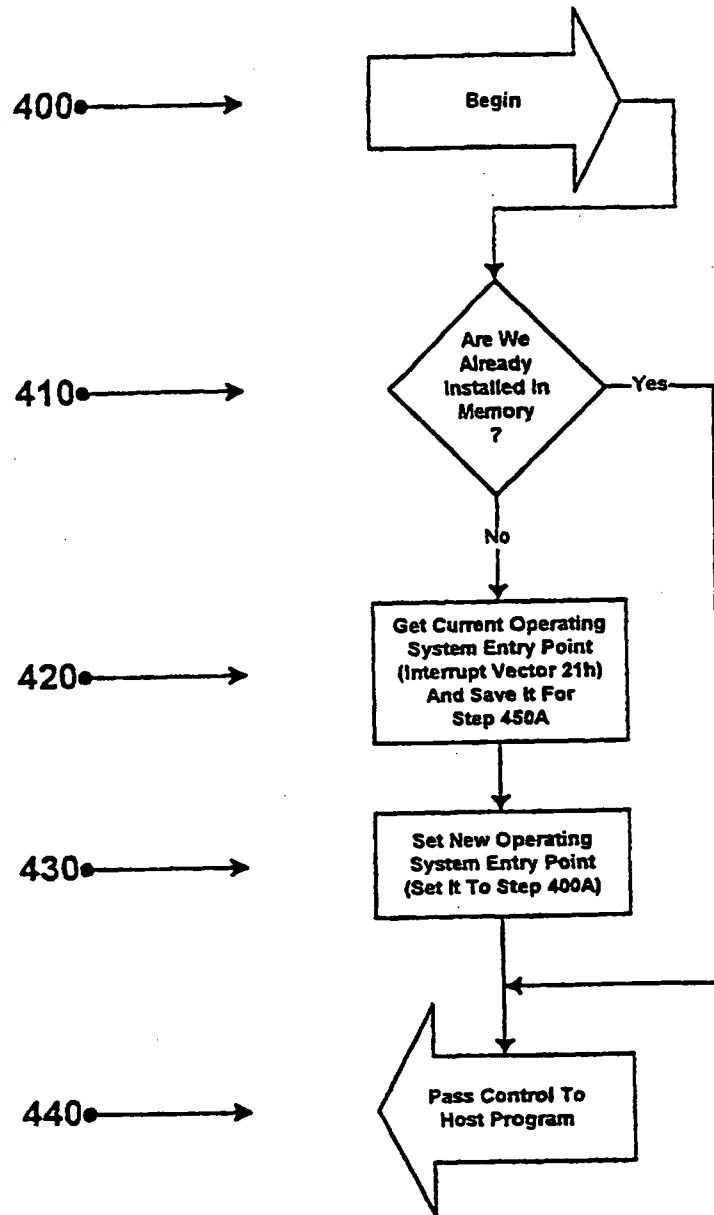 400
Begin
410
Are We
Already
Installed In
Memory
?
Yes
No
420
Get Current Operating
System Entry Point
(Interrupt Vector 21h)
And Save It For
Step 450A
430
Set New Operating
System Entry Point
(Set It To Step 400A)
440
Pass Control To
Host Program